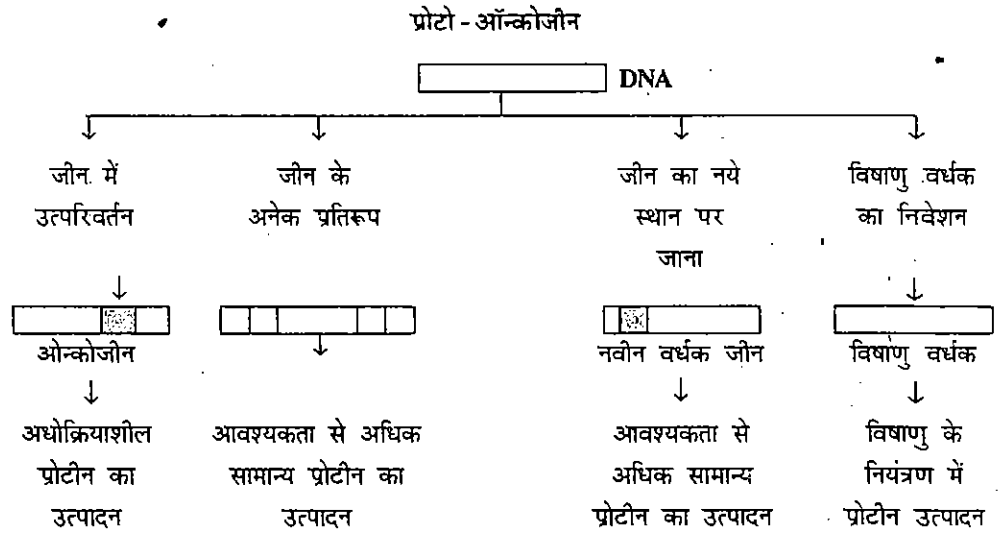 प्रोटो - ऑन्कोजीन
DNA
जीन में
उत्परिवर्तन
जीन के
अनेक प्रतिरूप
जीन का नये
स्थान पर
जाना
विषाणु वर्धक
का निवेशन
ओन्कोजीन
नवीन वर्धक जीन
विषाणु वर्धक
अधोक्रियाशील
प्रोटीन का
उत्पादन
आवश्यकता से अधिक
सामान्य प्रोटीन का
उत्पादन
आवश्यकता से
अधिक सामान्य
प्रोटीन का उत्पादन
विषाणु के
नियंत्रण में
प्रोटीन उत्पादन